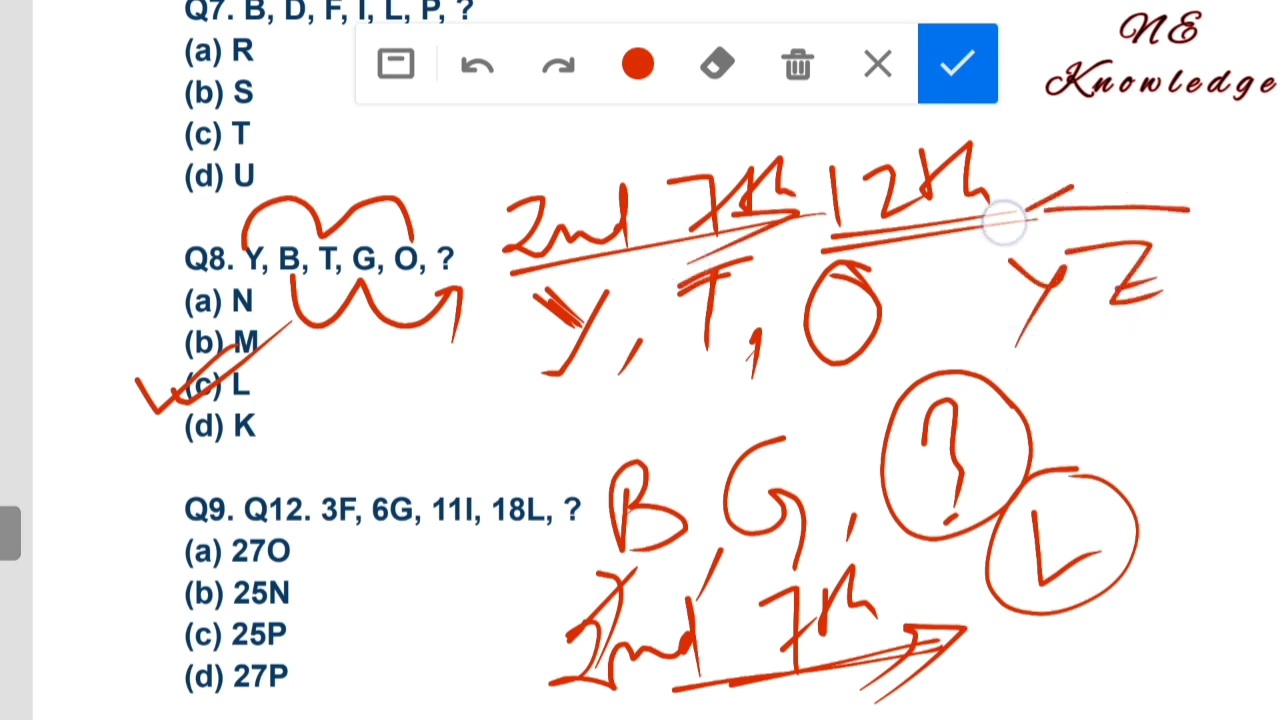 Q7. B, D, F, I, L, P, ?
(a) R
(b) S
(c) T
(d) U
NE
Knowledge
2nd 7th 12th
Q8. Y, B, T, G, O, ?
(a) N
(b) M
(c) L
(d) K
Y, T, O
Y Z
B, G, ?
L
2nd 7th
Q9. Q12. 3F, 6G, 11I, 18L, ?
(a) 27O
(b) 25N
(c) 25P
(d) 27P